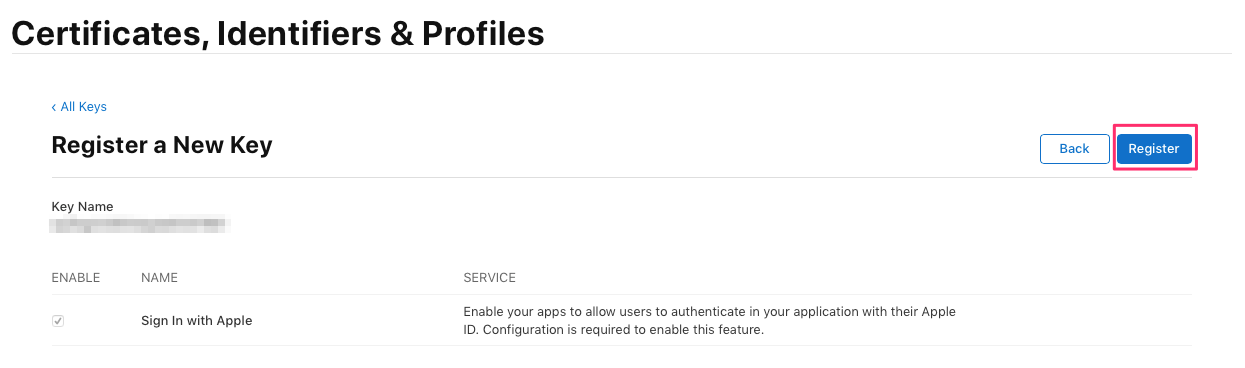 Certificates, Identifiers & Profiles
‹ All Keys
Register a New Key
Back
Register
Key Name
ENABLE NAME SERVICE
Sign In with Apple
Enable your apps to allow users to authenticate in your application with their Apple
ID. Configuration is required to enable this feature.